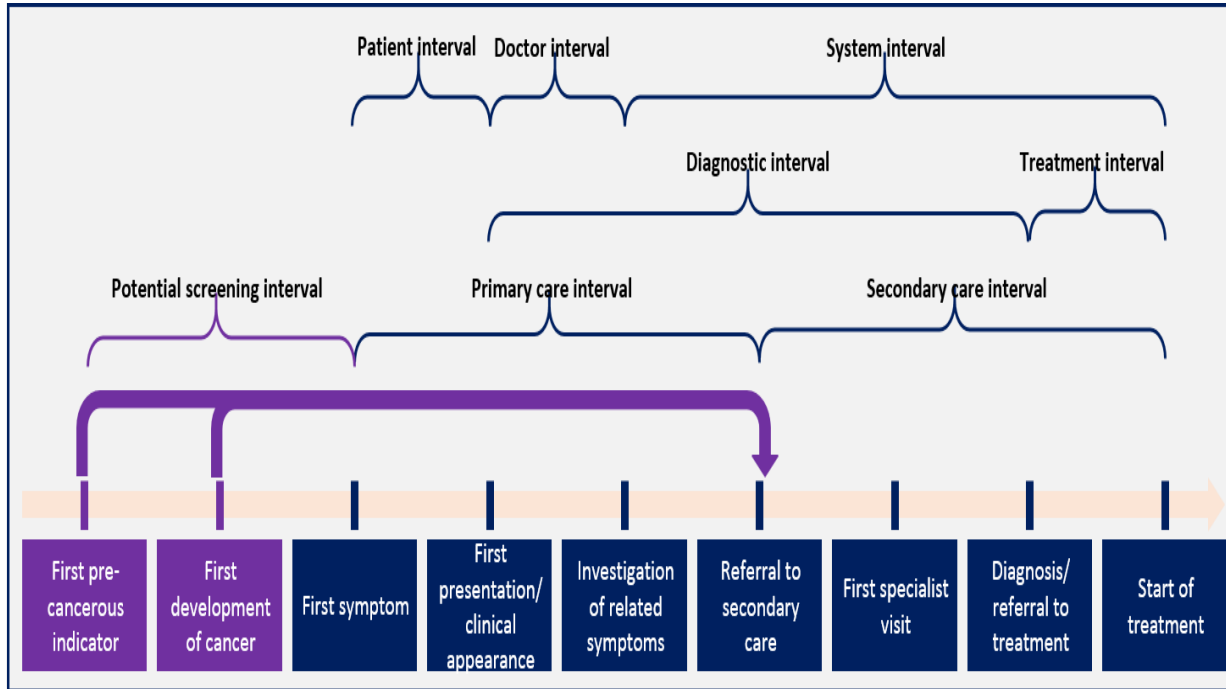 Patient interval
Doctor interval
System interval
Diagnostic interval
Treatment interval
Potential screening interval
Primary care interval
Secondary care interval
First pre-
cancerous
indicator
First
development
of cancer
First symptom
First
presentation/
clinical
appearance
Investigation
of related
symptoms
Referral to
secondary
care
First specialist
visit
Diagnosis/
referral to
treatment
Start of
treatment